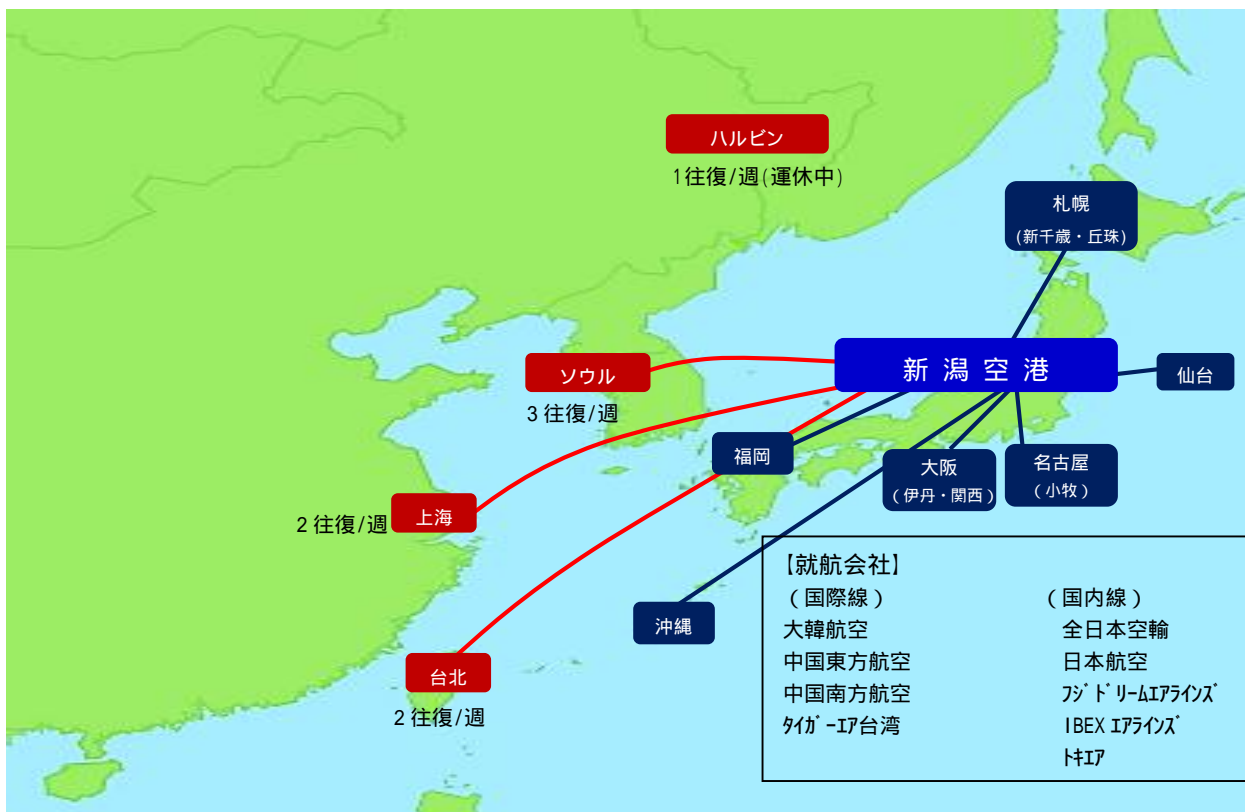 ハルビン
1往復/週(運休中)
札幌
(新千歳・丘珠)
新潟空港
ソウル
3往復/週
仙台
福岡
大阪
(伊丹・関西)
名古屋
(小牧)
上海
2往復/週
沖縄
台北
2往復/週
【就航会社】
(国際線)
大韓航空
中国東方航空
中国南方航空
ﾀｲｶﾞｰｴｱ台湾
(国内線)
全日本空輸
日本航空
ﾌｼﾞﾄﾞﾘｰﾑｴｱﾗｲﾝｽﾞ
IBEX ｴｱﾗｲﾝｽﾞ
ﾄｷｴｱ